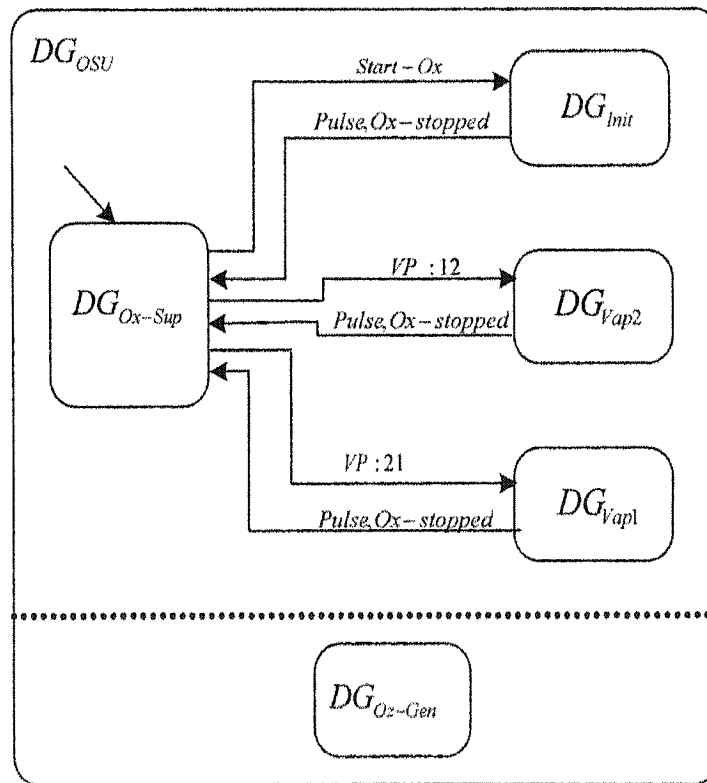 DG_OSU
Start-Ox
DG_Init
Pulse,Ox-stopped
VP :12
DG_Ox-Sup
DG_Vap2
Pulse,Ox-stopped
VP :21
DG_Vap1
Pulse,Ox-stopped
DG_Oz-Gen